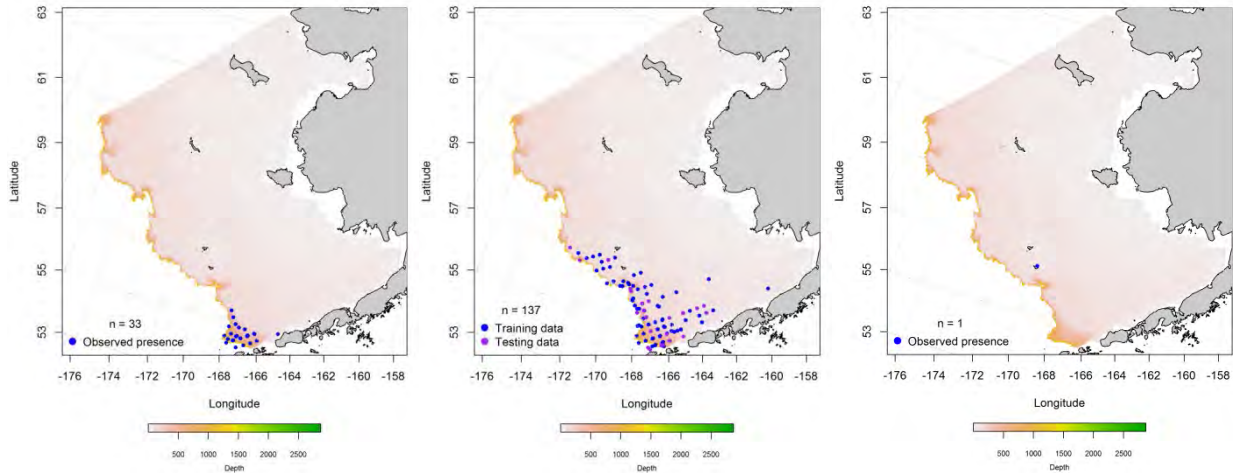 63
61
59
57
55
53
Latitude
n = 33
Observed presence
-176 -174 -172 -170 -168 -166 -164 -162 -160 -158
Longitude
500 1000 1500 2000 2500
Depth
63
61
59
57
55
53
Latitude
n = 137
Training data
Testing data
-176 -174 -172 -170 -168 -166 -164 -162 -160 -158
Longitude
500 1000 1500 2000 2500
Depth
63
61
59
57
55
53
Latitude
n = 1
Observed presence
-176 -174 -172 -170 -168 -166 -164 -162 -160 -158
Longitude
500 1000 1500 2000 2500
Depth